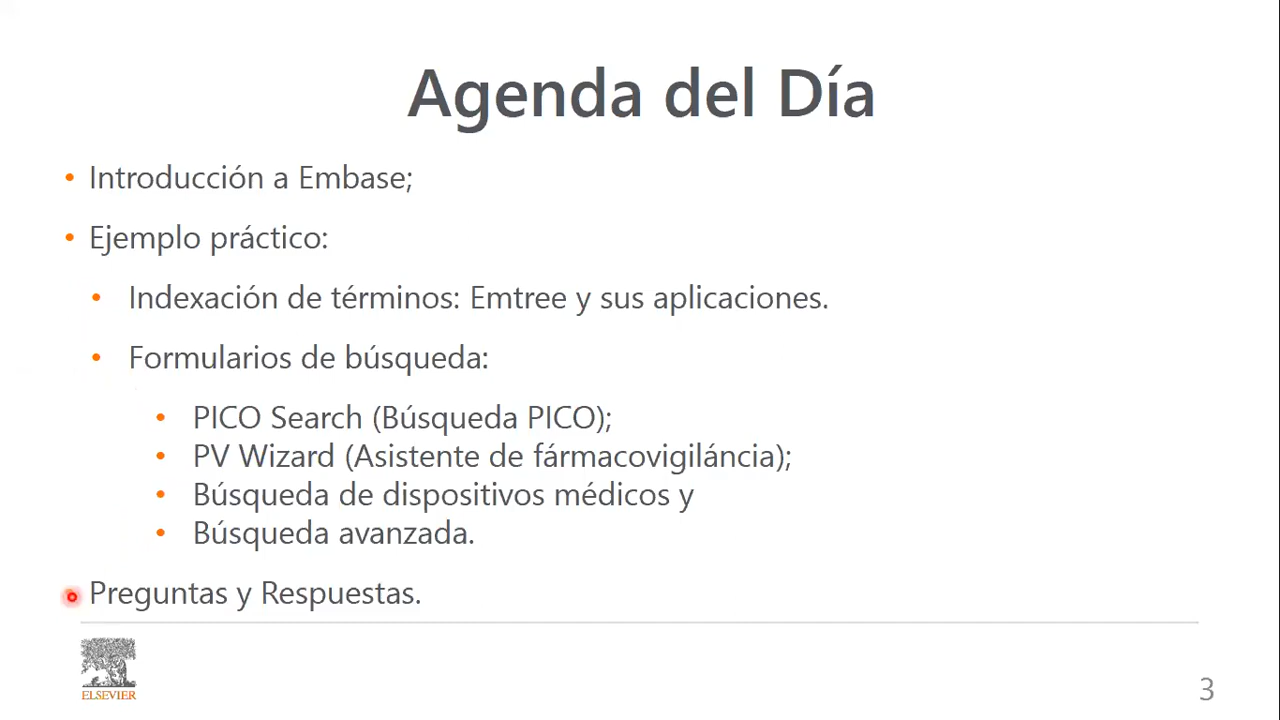 Agenda del Día
• Introducción a Embase;
• Ejemplo práctico:
• Indexación de términos: Emtree y sus aplicaciones.
• Formularios de búsqueda:
• PICO Search (Búsqueda PICO);
• PV Wizard (Asistente de fármacovigiláncia);
• Búsqueda de dispositivos médicos y
• Búsqueda avanzada.
Preguntas y Respuestas.
ELSEVIER
3